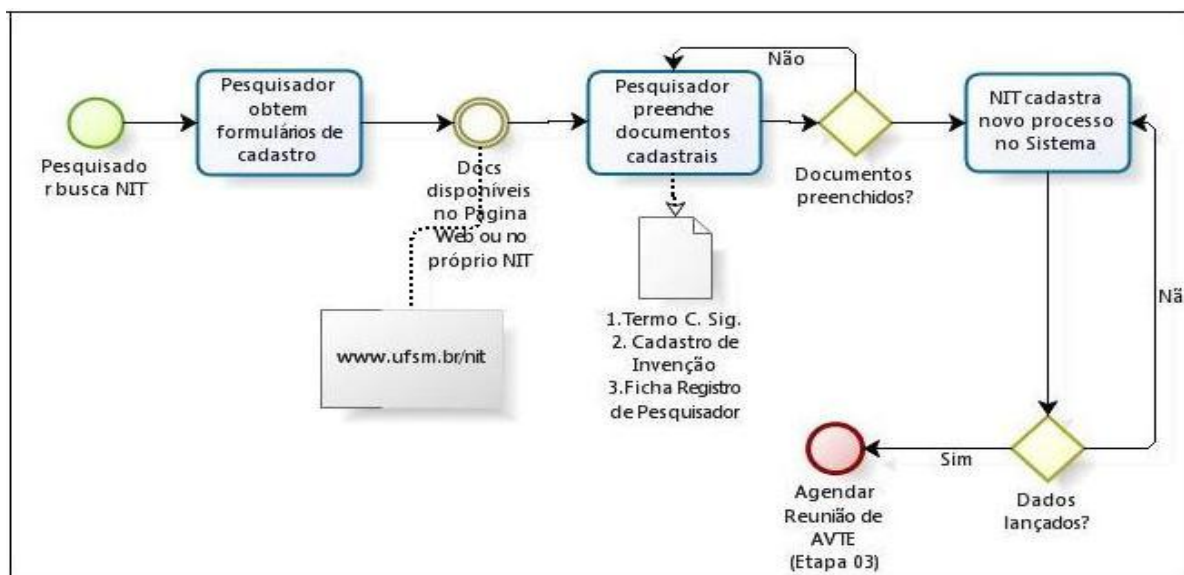 Pesquisador
obtem
formulários de
cadastro
Pesquisado
r busca NIT
Docs
disponíveis
no Pagina
Web ou no
próprio NIT
www.ufsm.br/nit
Pesquisador
preenche
documentos
cadastrais
1.Termo C. Sig.
2. Cadastro de
Invenção
3.Ficha Registro
de Pesquisador
Não
Documentos
preenchidos?
NIT cadastra
novo processo
no Sistema
Nã
Dados
lançados?
Sim
Agendar
Reunião de
AVTE
(Etapa 03)